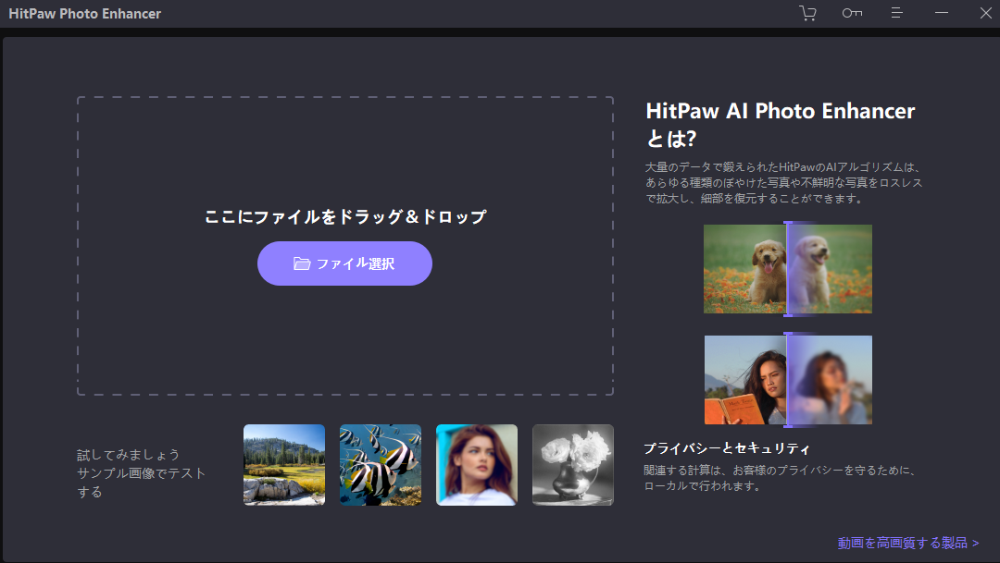 HitPaw Photo Enhancer
ここにファイルをドラッグ＆ドロップ
ファイル選択
試してみましょう
サンプル画像でテスト
する
HitPaw AI Photo Enhancer
とは?
大量のデータで鍛えられたHitPawのAIアルゴリズムは、
あらゆる種類のぼやけた写真や不鮮明な写真をロスレス
で拡大し、細部を復元することができます。
プライバシーとセキュリティ
関連する計算は、お客様のプライバシーを守るために、
ローカルで行われます。
動画を高画質する製品 >